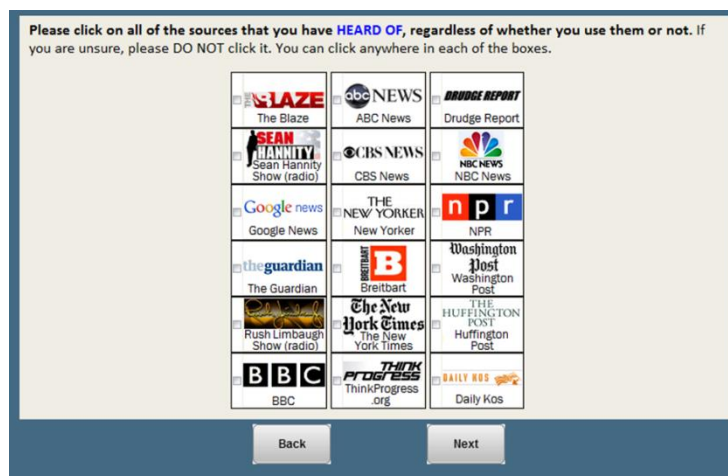 Please click on all of the sources that you have HEARD OF, regardless of whether you use them or not. If
you are unsure, please DO NOT click it. You can click anywhere in each of the boxes.
THE BLAZE
The Blaze
abc NEWS
ABC News
DRUDGE REPORT
Drudge Report
SEAN
HANNITY
Sean Hannity
Show (radio)
CBS NEWS
CBS News
NBC NEWS
NBC News
Google news
Google News
THE
NEW YORKER
New Yorker
n p r
NPR
theguardian
The Guardian
BREITBART B
Breitbart
Washington
Post
Washington
Post
Rush Limbaugh
Show (radio)
The New
York Times
The New
York Times
THE
HUFFINGTON
POST
Huffington
Post
BBC
BBC
THINK
PROGRESS
ThinkProgress
.org
DAILY KOS
Daily Kos
Back
Next